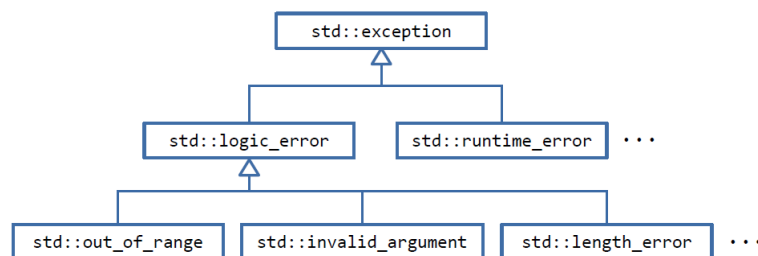 std::exception
std::logic_error std::runtime_error ...
std::out_of_range std::invalid_argument std::length_error ...